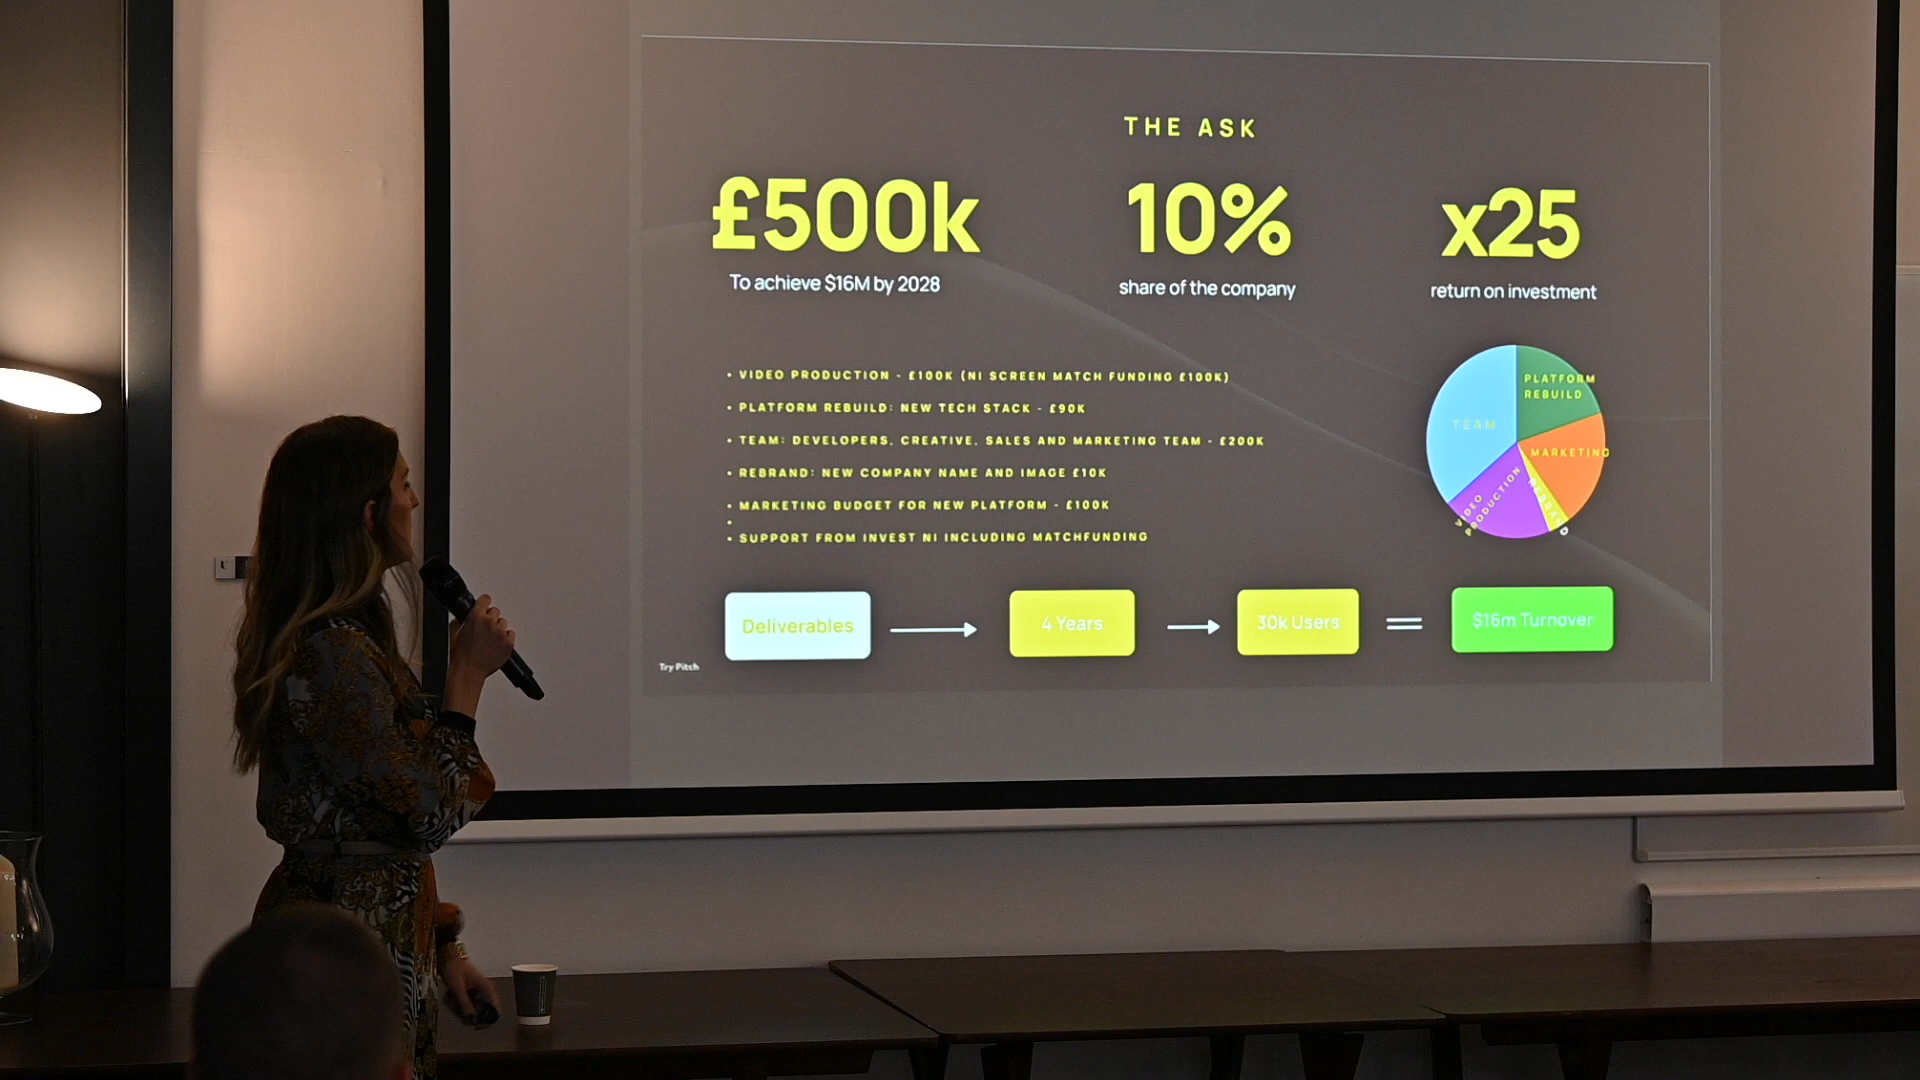 THE ASK
£500k
To achieve $16M by 2028
10%
share of the company
x25
return on investment
• VIDEO PRODUCTION - £100K (NI SCREEN MATCH FUNDING £100K)
• PLATFORM REBUILD: NEW TECH STACK - £90K
• TEAM: DEVELOPERS, CREATIVE, SALES AND MARKETING TEAM - £200K
• REBRAND: NEW COMPANY NAME AND IMAGE £10K
• MARKETING BUDGET FOR NEW PLATFORM - £100K
•
• SUPPORT FROM INVEST NI INCLUDING MATCHFUNDING
PLATFORM
REBUILD
TEAM
MARKETING
VIDEO
PRODUCTION
REBRAND
Deliverables
4 Years
30k Users
$16m Turnover
Try Pitch